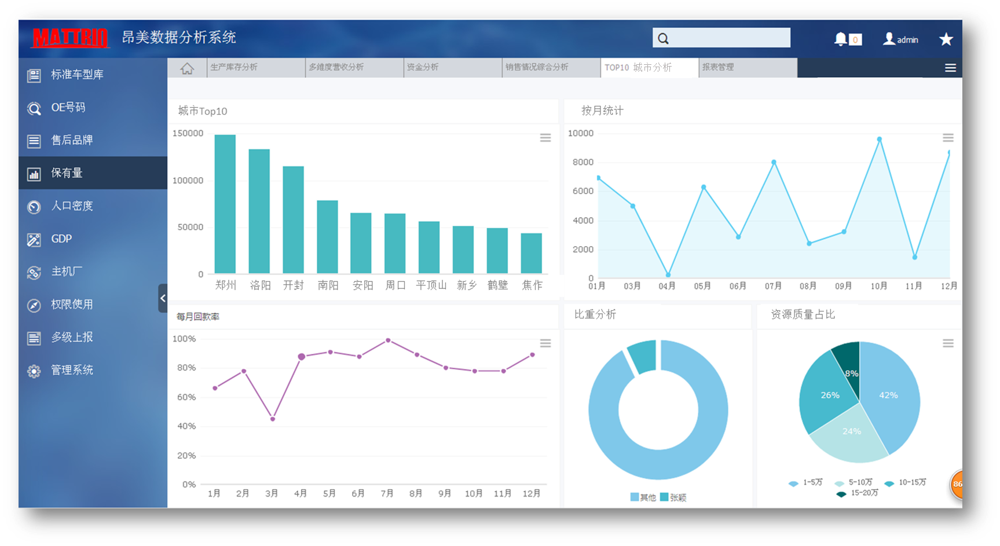 MATTRIO 昂美数据分析系统
0 admin
标准车型库
OE号码
售后品牌
保有量
人口密度
GDP
主机厂
权限使用
多级上报
管理系统
生产库存分析 多维度营收分析 资金分析 销售情况综合分析 TOP10 城市分析 报表管理
城市Top10
150000
100000
50000
0
郑州 洛阳 开封 南阳 安阳 周口 平顶山 新乡 鹤壁 焦作
按月统计
10000
8000
6000
4000
2000
0
01月 03月 04月 05月 06月 07月 08月 09月 10月 11月 12月
每月回款率
100%
80%
60%
40%
20%
0%
1月 2月 3月 4月 5月 6月 7月 8月 9月 10月 11月 12月
比重分析
其他 张颖
资源质量占比
8%
26% 42%
24%
1-5万 5-10万 10-15万
15-20万
86